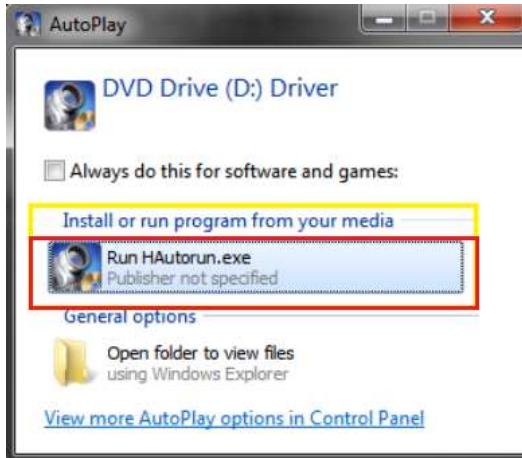 AutoPlay
DVD Drive (D:) Driver
Always do this for software and games:
Install or run program from your media
Run HAutorun.exe
Publisher not specified
General options
Open folder to view files
using Windows Explorer
View more AutoPlay options in Control Panel